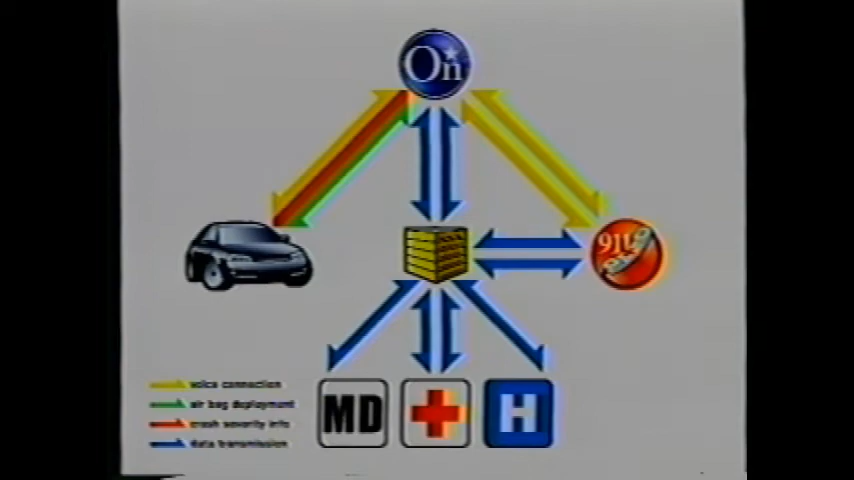 On
911
MD
H
voice connection
air bag deployment
crash severity info
data transmission